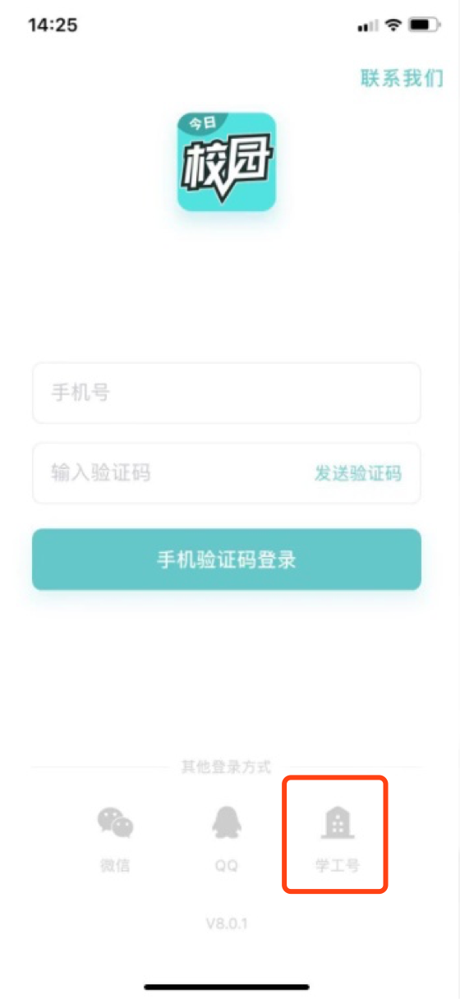 14:25
联系我们
今日
校园
手机号
输入验证码 发送验证码
手机验证码登录
其他登录方式
微信 QQ 学工号
V8.0.1